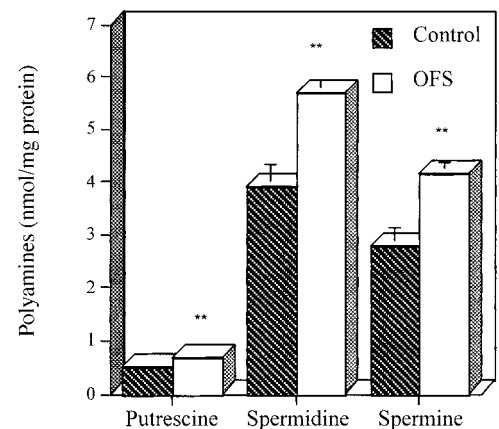 Polyamines (nmol/mg protein)
7
6
5
4
3
2
1
0
**
**
**
Control
OFS
Putrescine
Spermidine
Spermine